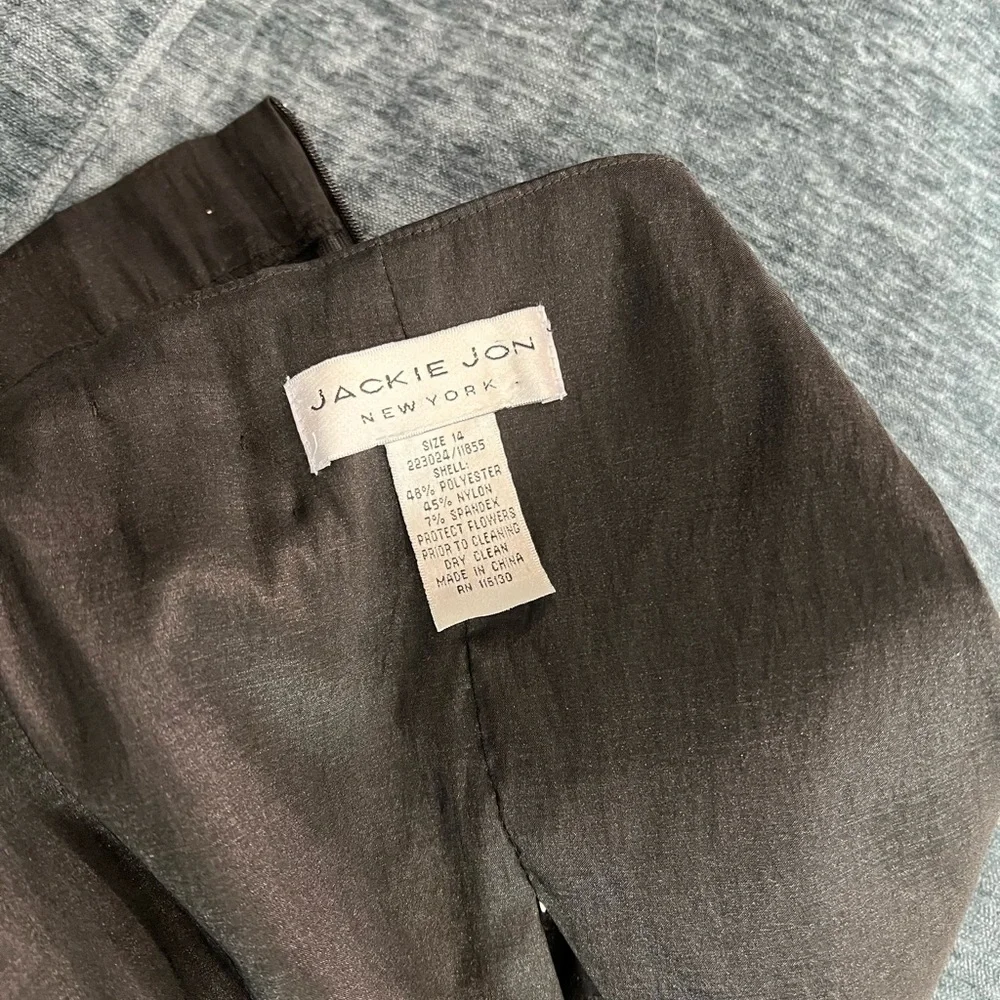 JACKIE JON
NEW YORK
SIZE 14
223024/11855
SHELL:
48% POLYESTER
45% NYLON
7% SPANDEX
PROTECT FLOWERS
PRIOR TO CLEANING
DRY CLEAN
MADE IN CHINA
RN 115130